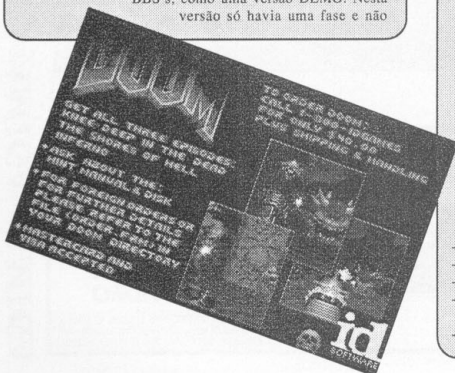 BBS's, como uma versão DEMO. Nesta
versão só havia uma fase e não
DOOM
GET ALL THREE EPISODES:
KNEE-DEEP IN THE DEAD
THE SHORES OF HELL
INFERNO
ASK ABOUT THE:
MINT MANUAL & DISK
FOR FOREIGN ORDERS OR
FOR FURTHER DETAILS
PLEASE REFER TO THE
FILE (ORDER.FRM) IN
YOUR DOOM DIRECTORY
MASTERCARD AND
VISA ACCEPTED
TO ORDER DOOM:
CALL 1-800-IDGAMES
FOR ONLY $40.00
PLUS SHIPPING & HANDLING
id
SOFTWARE